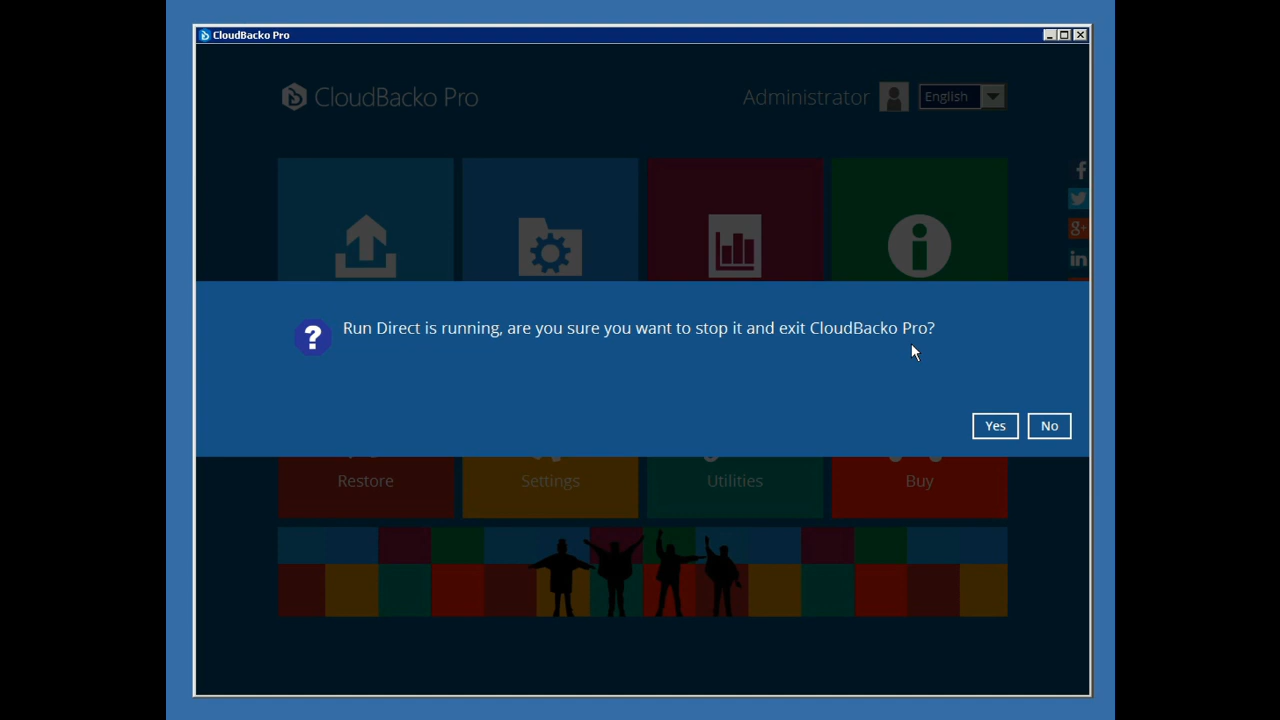 CloudBacko Pro
CloudBacko Pro
Administrator
English
Run Direct is running, are you sure you want to stop it and exit CloudBacko Pro?
Yes
No
Restore
Settings
Utilities
Buy